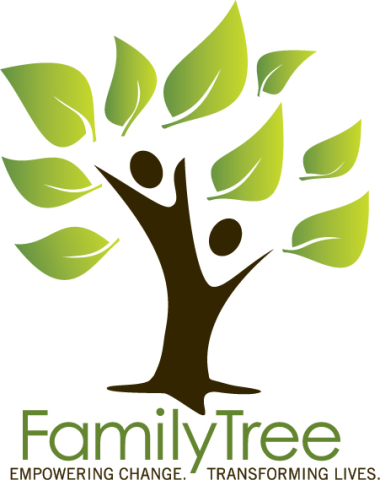 FamilyTree
EMPOWERING CHANGE. TRANSFORMING LIVES.